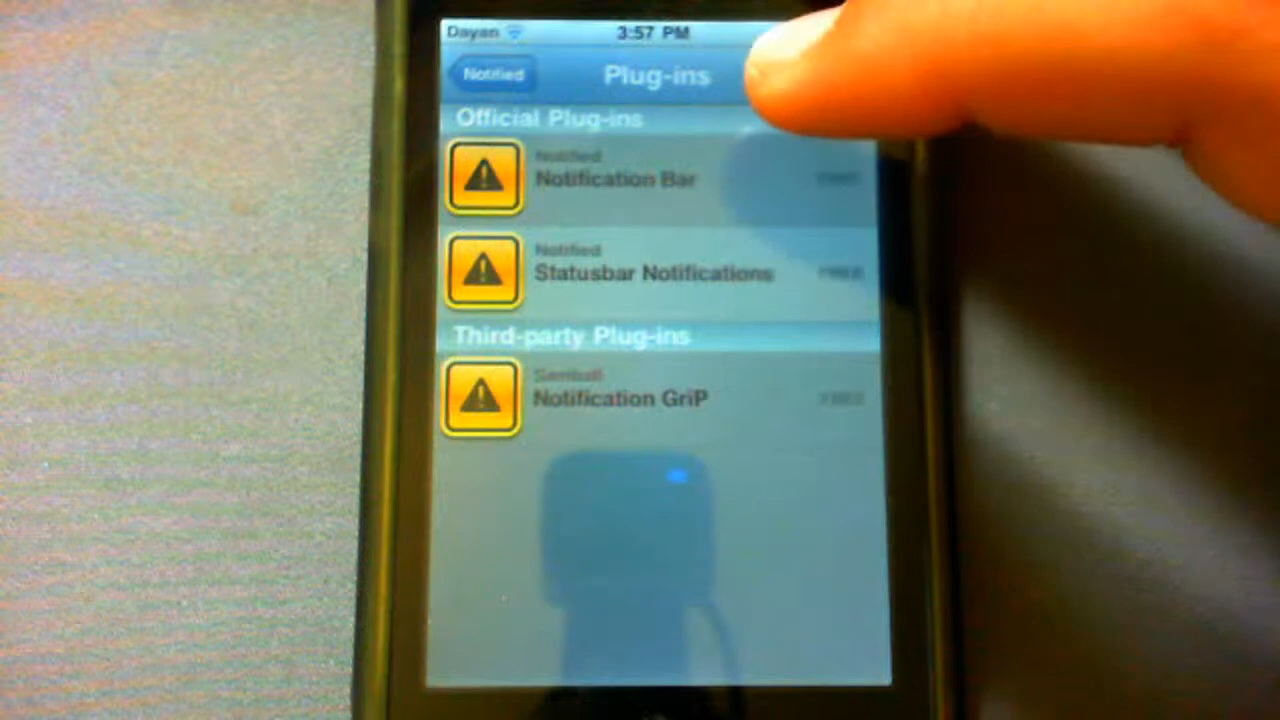 Dayan 3:57 PM
Notified Plug-ins
Official Plug-ins
Notified
Notification Bar
Notified
Statusbar Notifications FREE
Third-party Plug-ins
Notification GriP